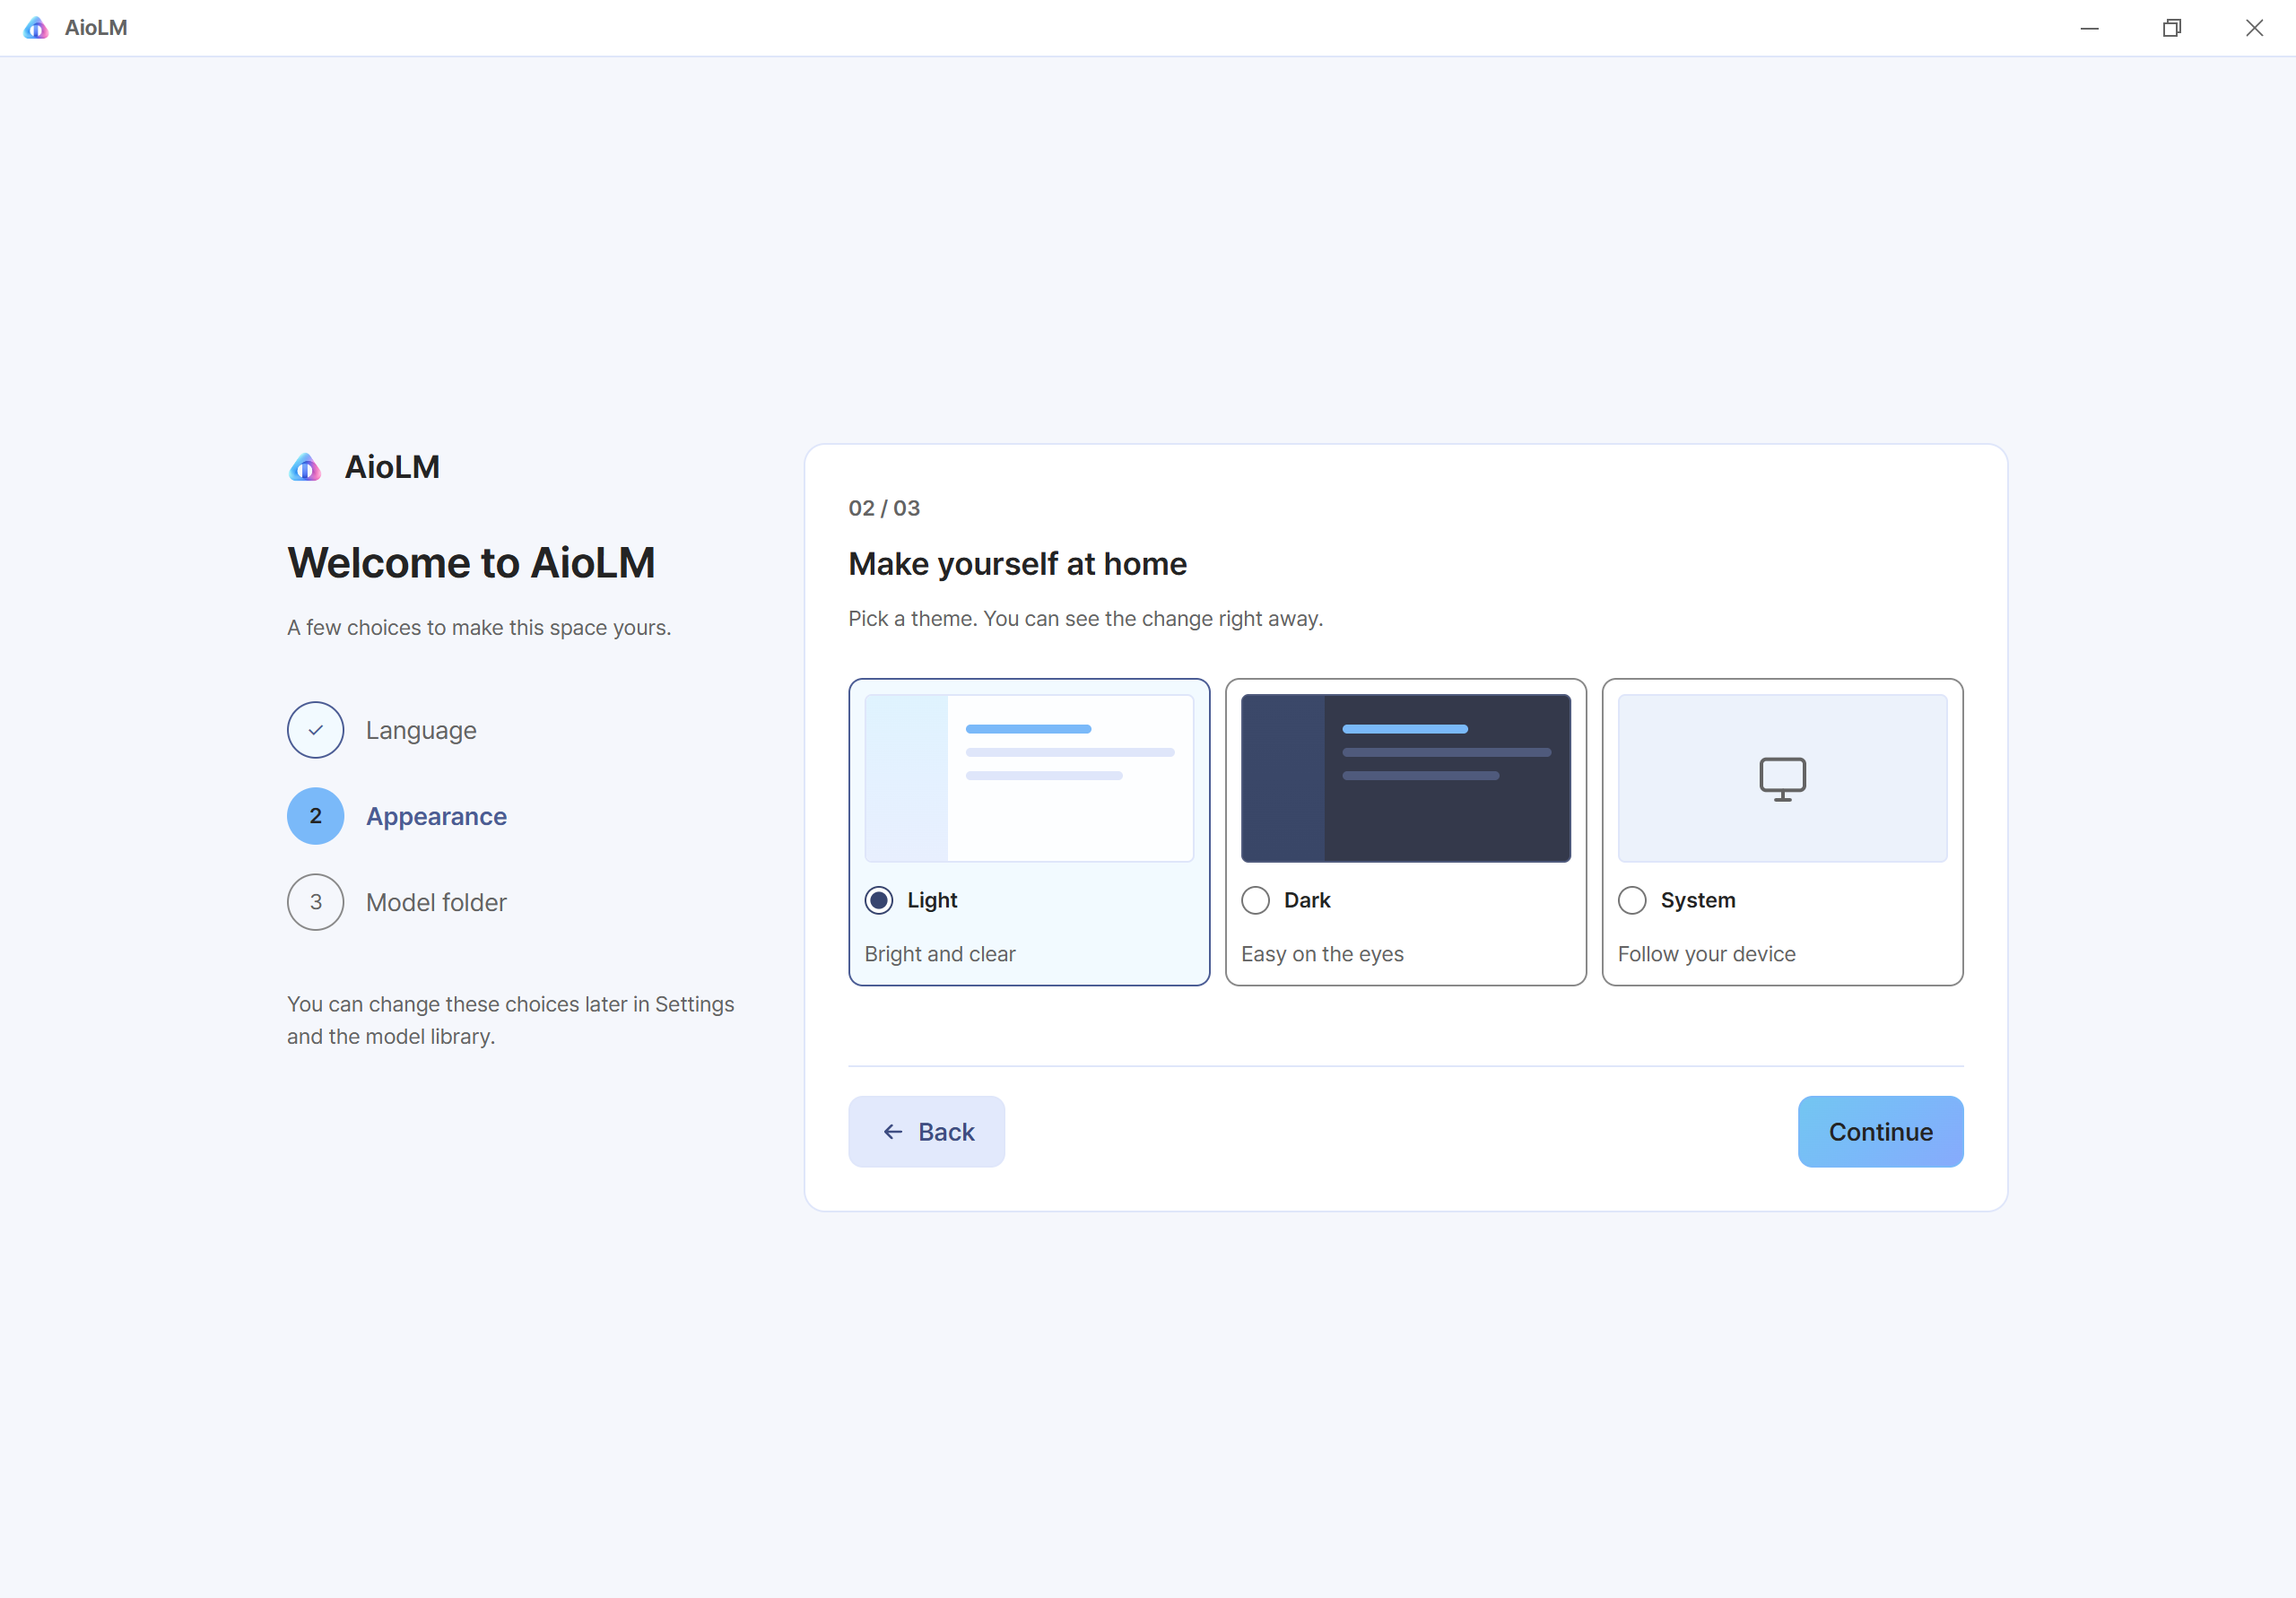 AioLM
AioLM
Welcome to AioLM
A few choices to make this space yours.
Language
2 Appearance
3 Model folder
You can change these choices later in Settings
and the model library.
02 / 03
Make yourself at home
Pick a theme. You can see the change right away.
Light
Bright and clear
Dark
Easy on the eyes
System
Follow your device
Back
Continue